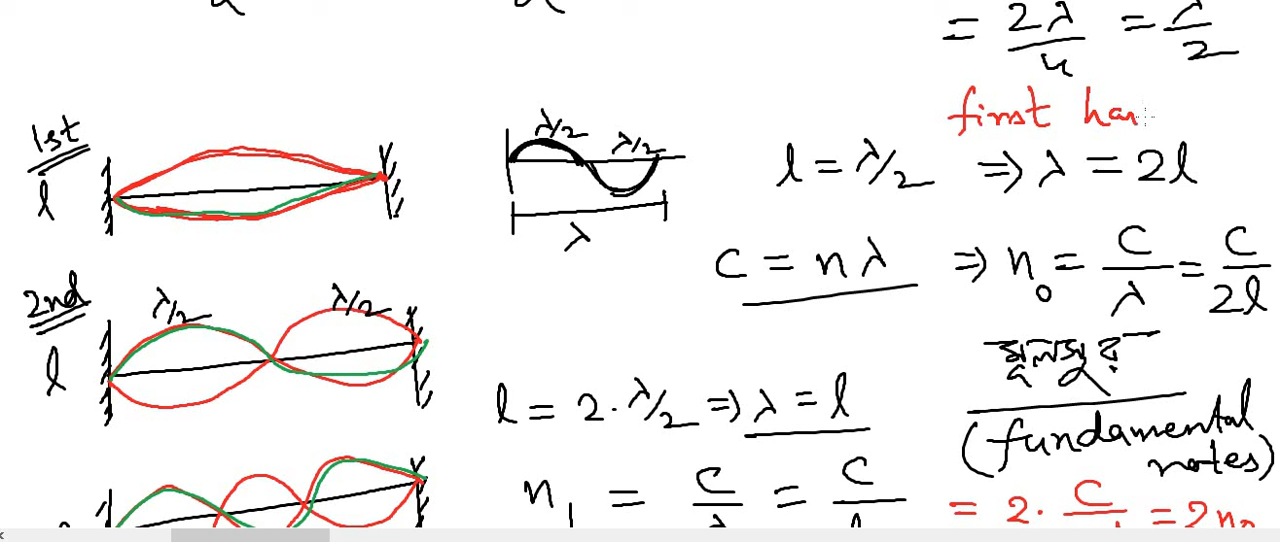 = 2λ/4 = λ/2
first har
1st
l
λ/2 λ/2
λ
l = λ/2 ⇒ λ = 2l
C = nλ ⇒ n₀ = C/λ = C/2l
2nd
l
λ/2 λ/2
মূলসুর
(fundamental
notes)
l = 2·λ/2 ⇒ λ = l
n₁ = C/λ = C/l
= 2· C = 2n₀